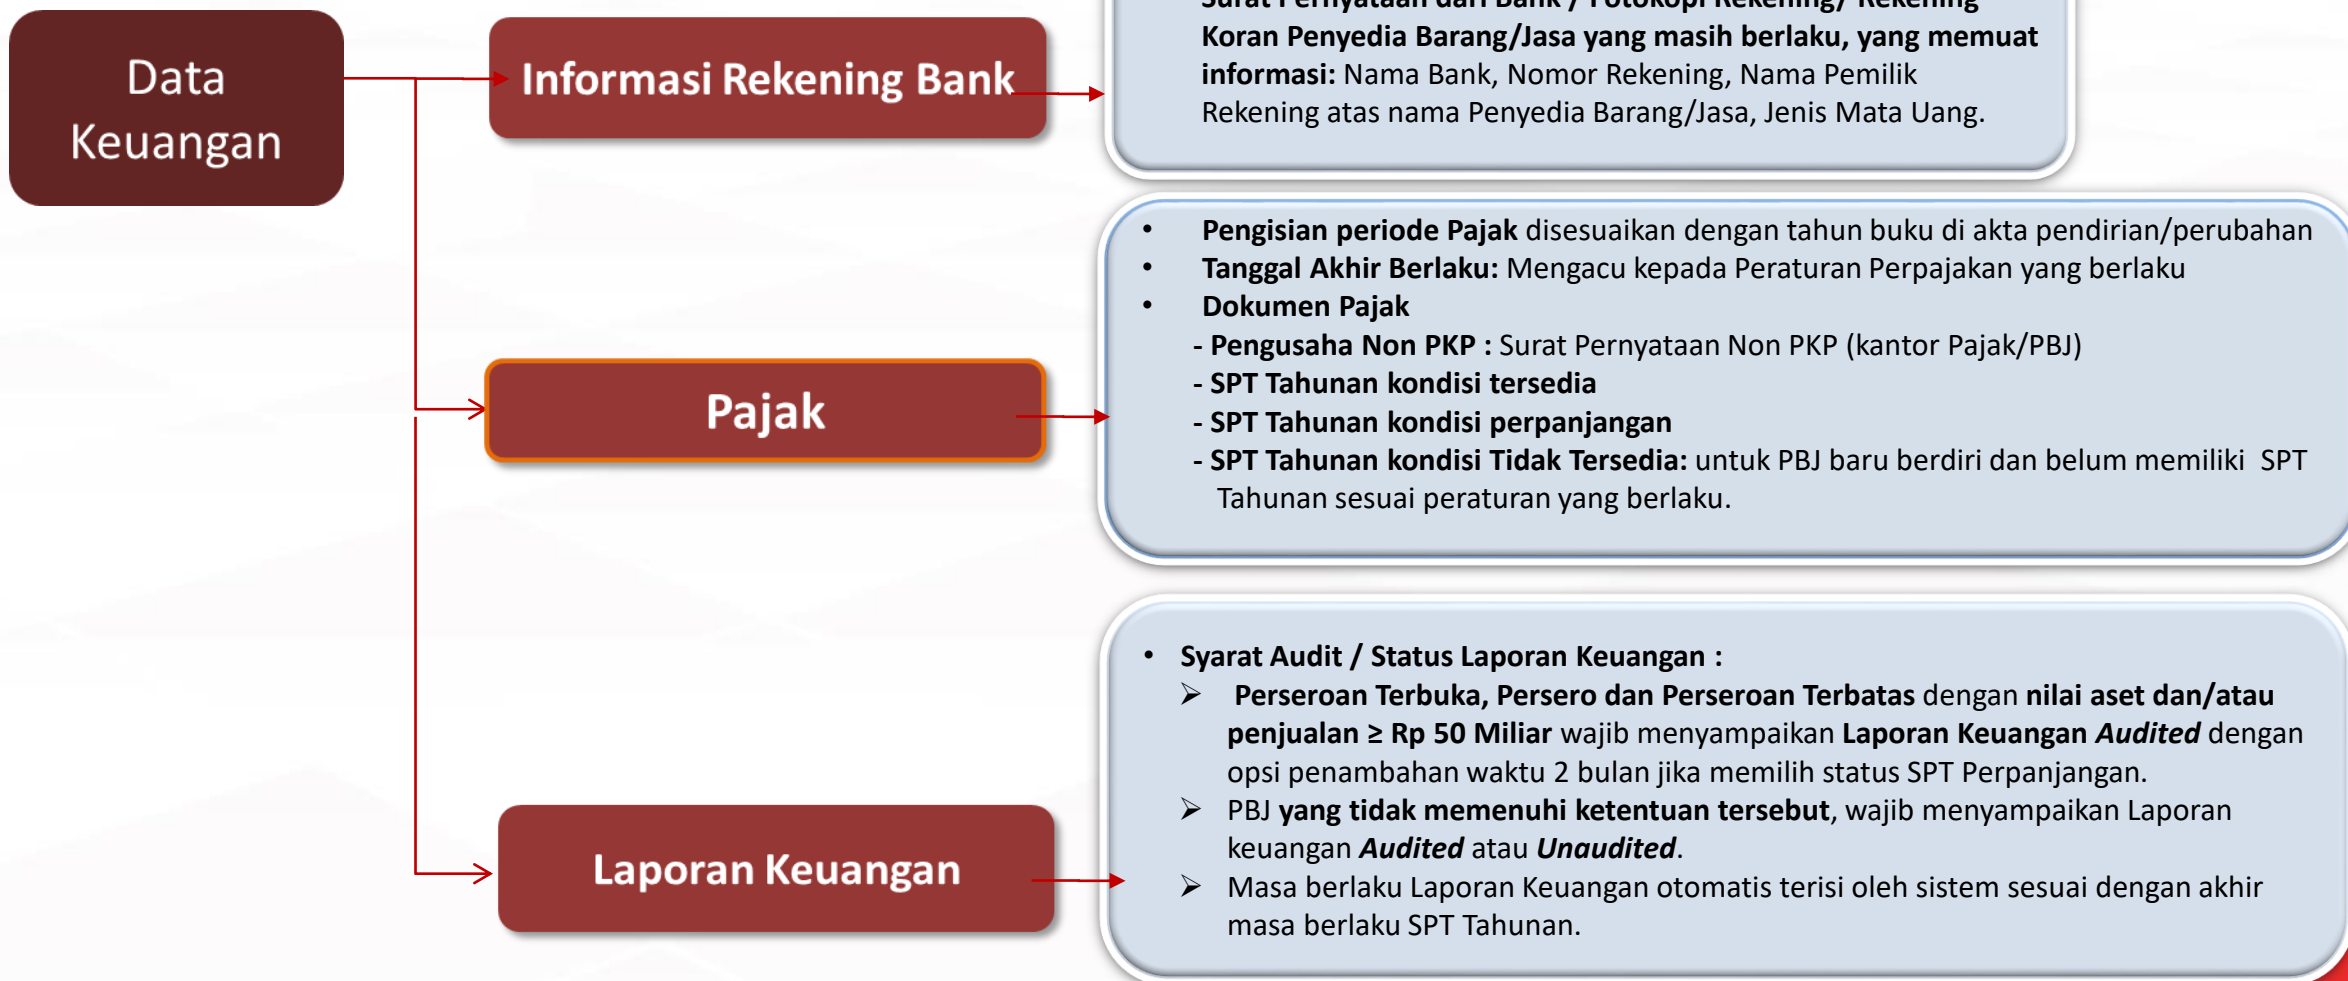 Data
Keuangan
Informasi Rekening Bank
Surat Pernyataan dari Bank / Fotokopi Rekening/ Rekening
Koran Penyedia Barang/Jasa yang masih berlaku, yang memuat
informasi: Nama Bank, Nomor Rekening, Nama Pemilik
Rekening atas nama Penyedia Barang/Jasa, Jenis Mata Uang.
Pajak
• Pengisian periode Pajak disesuaikan dengan tahun buku di akta pendirian/perubahan
• Tanggal Akhir Berlaku: Mengacu kepada Peraturan Perpajakan yang berlaku
• Dokumen Pajak
- Pengusaha Non PKP : Surat Pernyataan Non PKP (kantor Pajak/PBJ)
- SPT Tahunan kondisi tersedia
- SPT Tahunan kondisi perpanjangan
- SPT Tahunan kondisi Tidak Tersedia: untuk PBJ baru berdiri dan belum memiliki SPT
Tahunan sesuai peraturan yang berlaku.
Laporan Keuangan
• Syarat Audit / Status Laporan Keuangan :
➢ Perseroan Terbuka, Persero dan Perseroan Terbatas dengan nilai aset dan/atau
penjualan ≥ Rp 50 Miliar wajib menyampaikan Laporan Keuangan Audited dengan
opsi penambahan waktu 2 bulan jika memilih status SPT Perpanjangan.
➢ PBJ yang tidak memenuhi ketentuan tersebut, wajib menyampaikan Laporan
keuangan Audited atau Unaudited.
➢ Masa berlaku Laporan Keuangan otomatis terisi oleh sistem sesuai dengan akhir
masa berlaku SPT Tahunan.